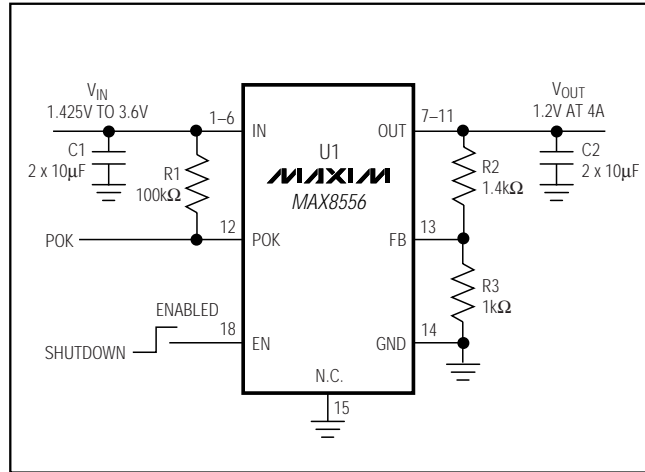 VIN
1.425V TO 3.6V
C1
2 x 10µF
R1
100kΩ
POK
1–6
IN
12
POK
ENABLED
SHUTDOWN
18
EN
U1
MAXIM
MAX8556
N.C.
15
7–11
OUT
13
FB
14
GND
R2
1.4kΩ
R3
1kΩ
VOUT
1.2V AT 4A
C2
2 x 10µF